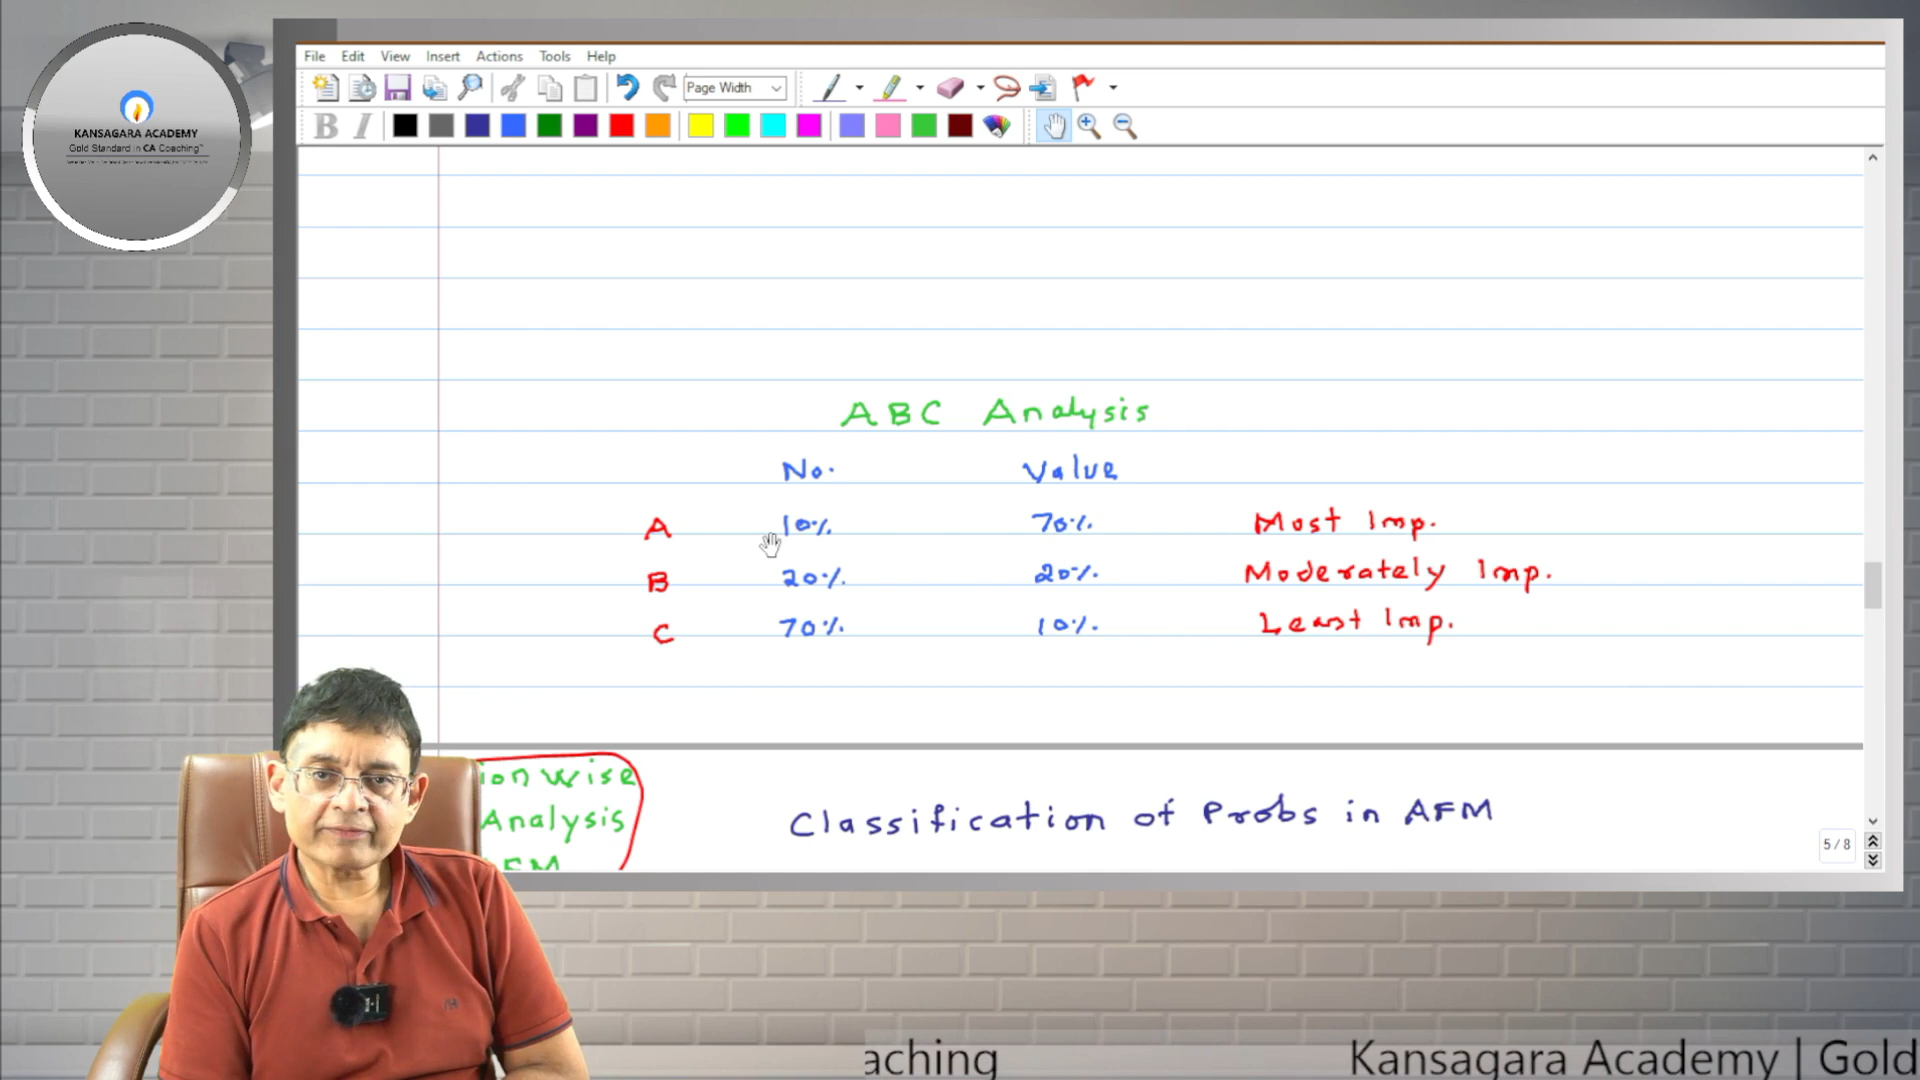 KANSAGARA ACADEMY
Gold Standard in CA Coaching™
File Edit View Insert Actions Tools Help
Page Width
B I
ABC Analysis
No. Value
A 10% 70% Most Imp.
B 20% 20% Moderately Imp.
C 70% 10% Least Imp.
ion wise
Analysis
Classification of Probs in AFM
5 / 8
aching Kansagara Academy | Gold